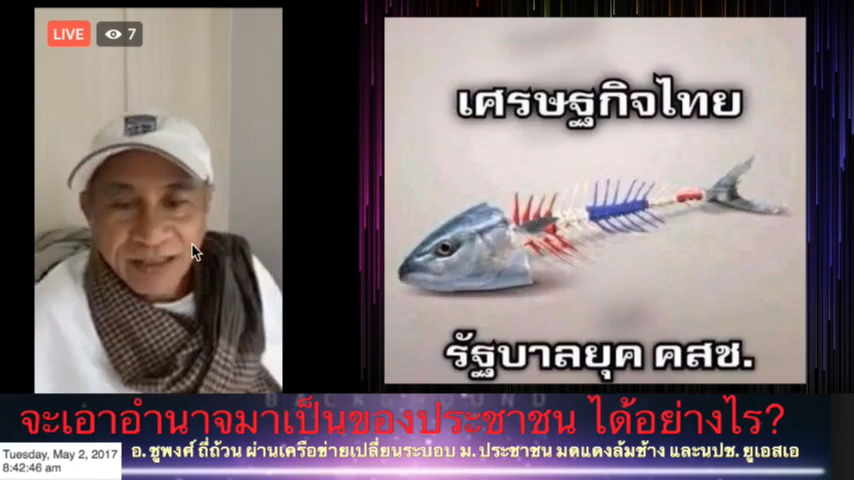 LIVE 7
เศรษฐกิจไทย
รัฐบาลยุค คสช.
BACKGROUND
จะเอาอำนาจมาเป็นของประชาชน ได้อย่างไร?
Tuesday, May 2, 2017
8:42:46 am
อ. ชูพงศ์ ถี่ถ้วน ผ่านเครือข่ายเปลี่ยนระบอบ ม. ประชาชน มดแดงล้มช้าง และนปช. ยูเอสเอ